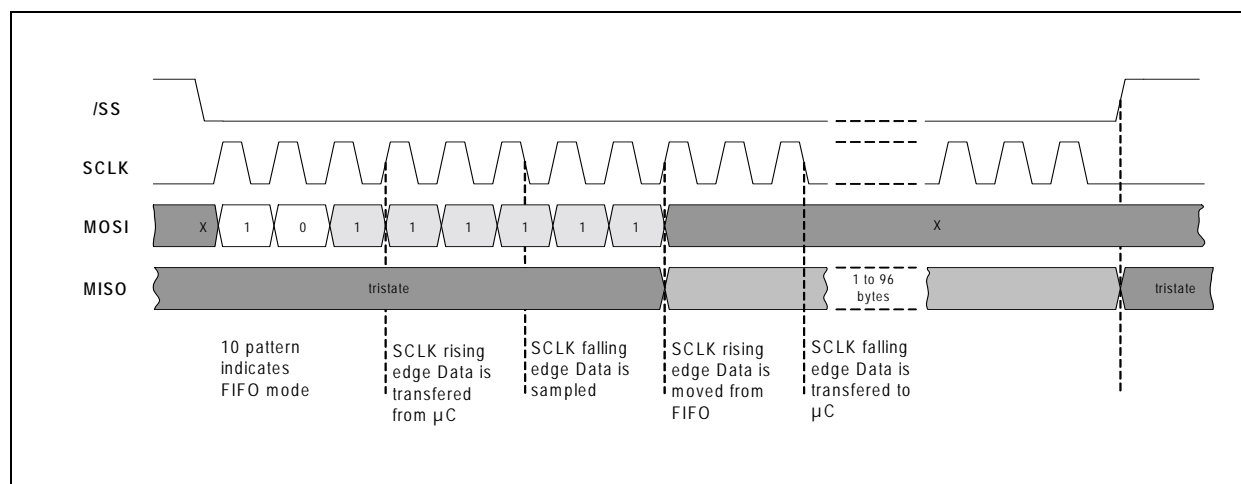 /SS
SCLK
MOSI
X
1
0
1
1
1
1
1
1
X
MISO
tristate
1 to 96
bytes
tristate
10 pattern
indicates
FIFO mode
SCLK rising
edge Data is
transfered
from µC
SCLK falling
edge Data is
sampled
SCLK rising
edge Data is
moved from
FIFO
SCLK falling
edge Data is
transfered to
µC